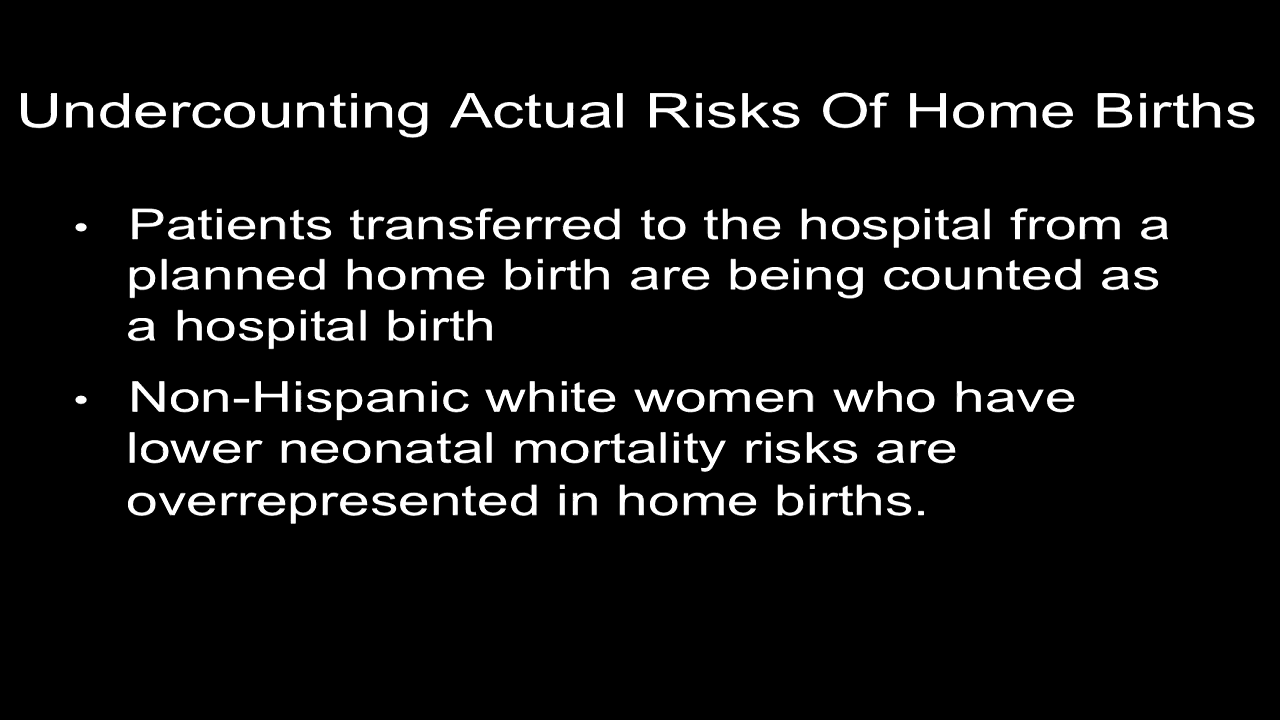 Undercounting Actual Risks Of Home Births
• Patients transferred to the hospital from a
planned home birth are being counted as
a hospital birth
• Non-Hispanic white women who have
lower neonatal mortality risks are
overrepresented in home births.